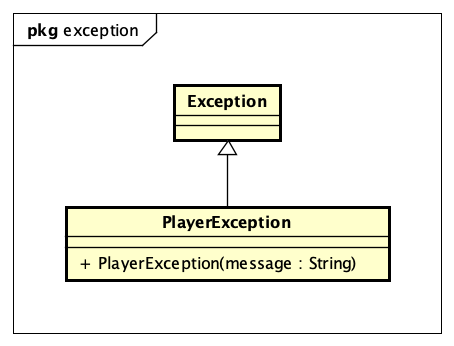 pkg exception
Exception
PlayerException
+ PlayerException(message : String)